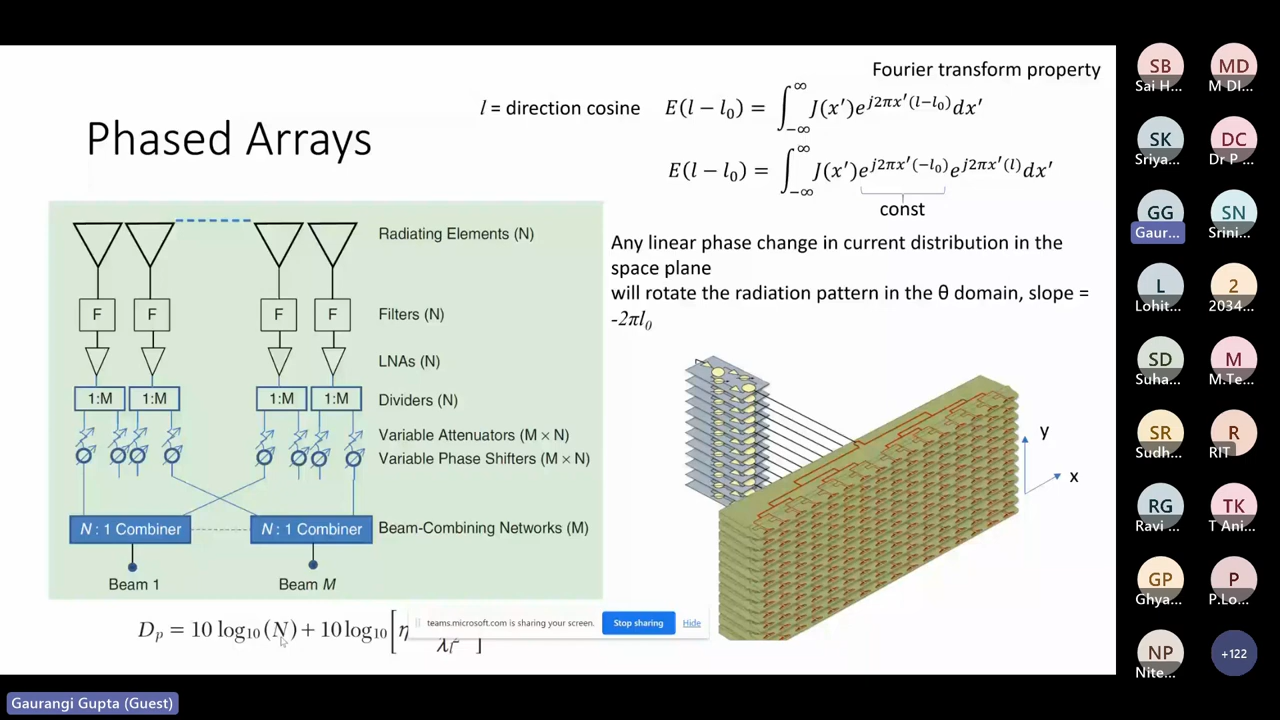 Fourier transform property
l = direction cosine
E(l − l₀) = ∫_{−∞}^{∞} J(x′)e^{j2πx′(l−l₀)}dx′
Phased Arrays
E(l − l₀) = ∫_{−∞}^{∞} J(x′)e^{j2πx′(−l₀)}e^{j2πx′(l)}dx′
const
Any linear phase change in current distribution in the
space plane
will rotate the radiation pattern in the θ domain, slope =
-2πl₀
Radiating Elements (N)
F F F F
Filters (N)
LNAs (N)
1:M 1:M 1:M 1:M
Dividers (N)
Variable Attenuators (M × N)
Variable Phase Shifters (M × N)
N : 1 Combiner N : 1 Combiner
Beam-Combining Networks (M)
Beam 1 Beam M
y
x
D_p = 10 log₁₀(N) + 10 log₁₀[η
teams.microsoft.com is sharing your screen.
Stop sharing
Hide
SB
Sai H...
MD
M DI...
SK
Sriya...
DC
Dr P ...
GG
Gaur...
SN
Srini...
L
Lohit...
2
2034...
SD
Suha...
M
M.Te...
SR
Sudh...
R
RIT
RG
Ravi ...
TK
T Ani...
GP
Ghya...
P
P.Lo...
NP
Nite...
+122
Gaurangi Gupta (Guest)